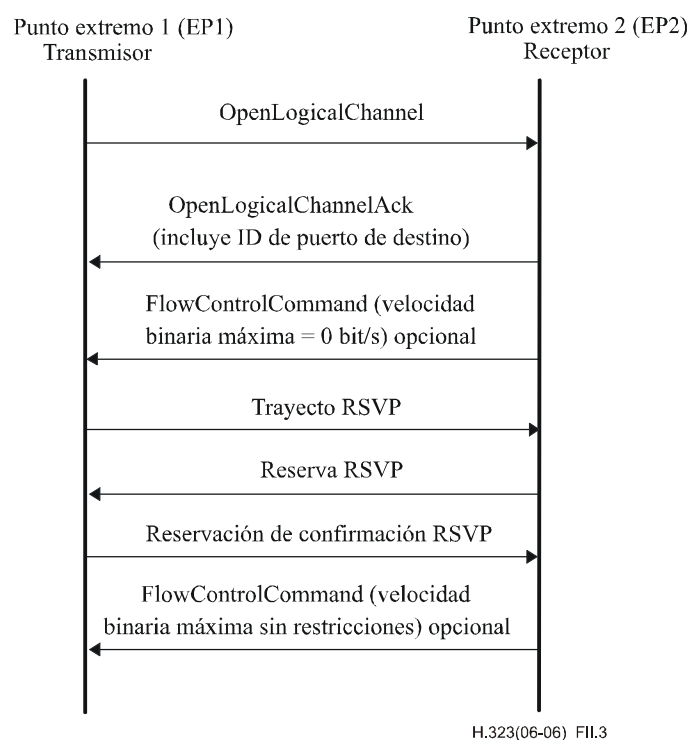 Punto extremo 1 (EP1)
Transmisor
Punto extremo 2 (EP2)
Receptor
OpenLogicalChannel
OpenLogicalChannelAck
(incluye ID de puerto de destino)
FlowControlCommand (velocidad
binaria máxima = 0 bit/s) opcional
Trayecto RSVP
Reserva RSVP
Reservación de confirmación RSVP
FlowControlCommand (velocidad
binaria máxima sin restricciones) opcional
H.323(06-06)_FII.3